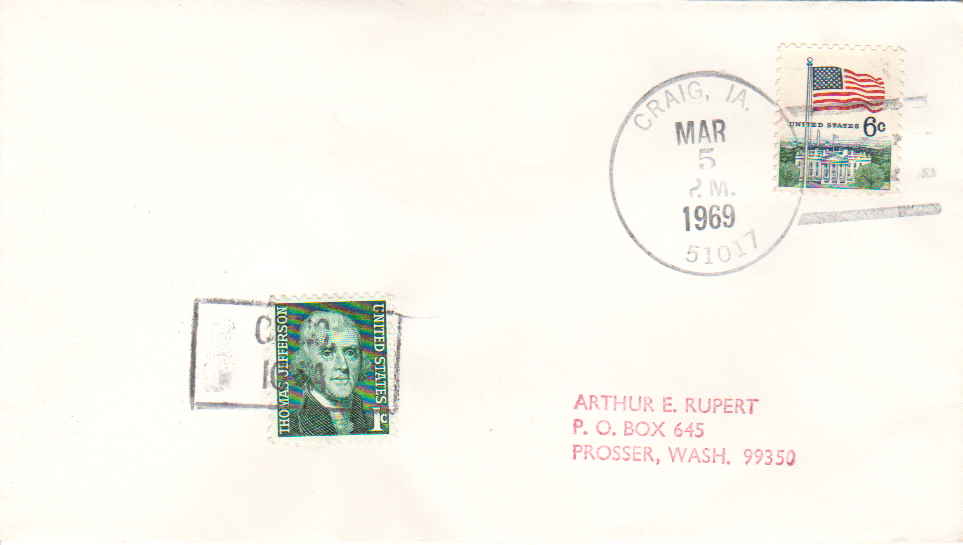 CRAIG, IA.
MAR
5
P.M.
1969
51017
UNITED STATES 6c
THOMAS JEFFERSON
UNITED STATES
1c
ARTHUR E. RUPERT
P. O. BOX 645
PROSSER, WASH. 99350